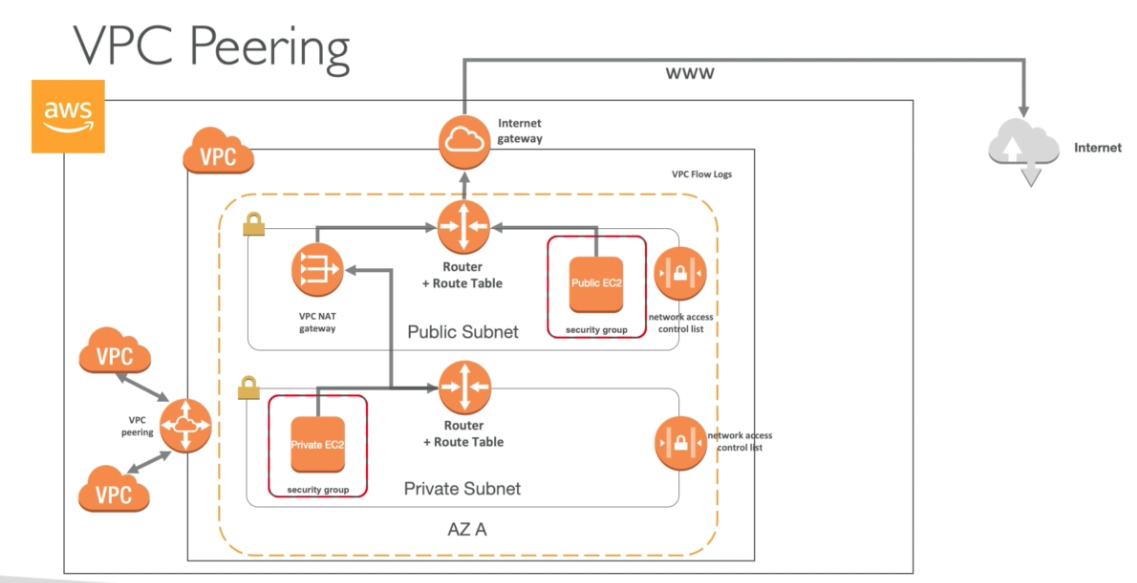 VPC Peering
www
aws
Internet
gateway
Internet
VPC
VPC Flow Logs
Router
+ Route Table
Public EC2
VPC NAT
gateway
security group
network access
control list
Public Subnet
VPC
VPC
peering
Router
+ Route Table
Private EC2
network access
control list
security group
Private Subnet
VPC
AZ A